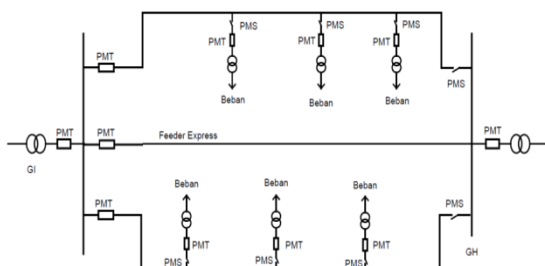 PMS PMS PMS
PMT PMT PMT PMT
PMS
Beban Beban Beban
PMT PMT Feeder Express PMT
GI
Beban Beban Beban
PMT PMS
PMT PMT PMT
PMS PMS PMS
GH